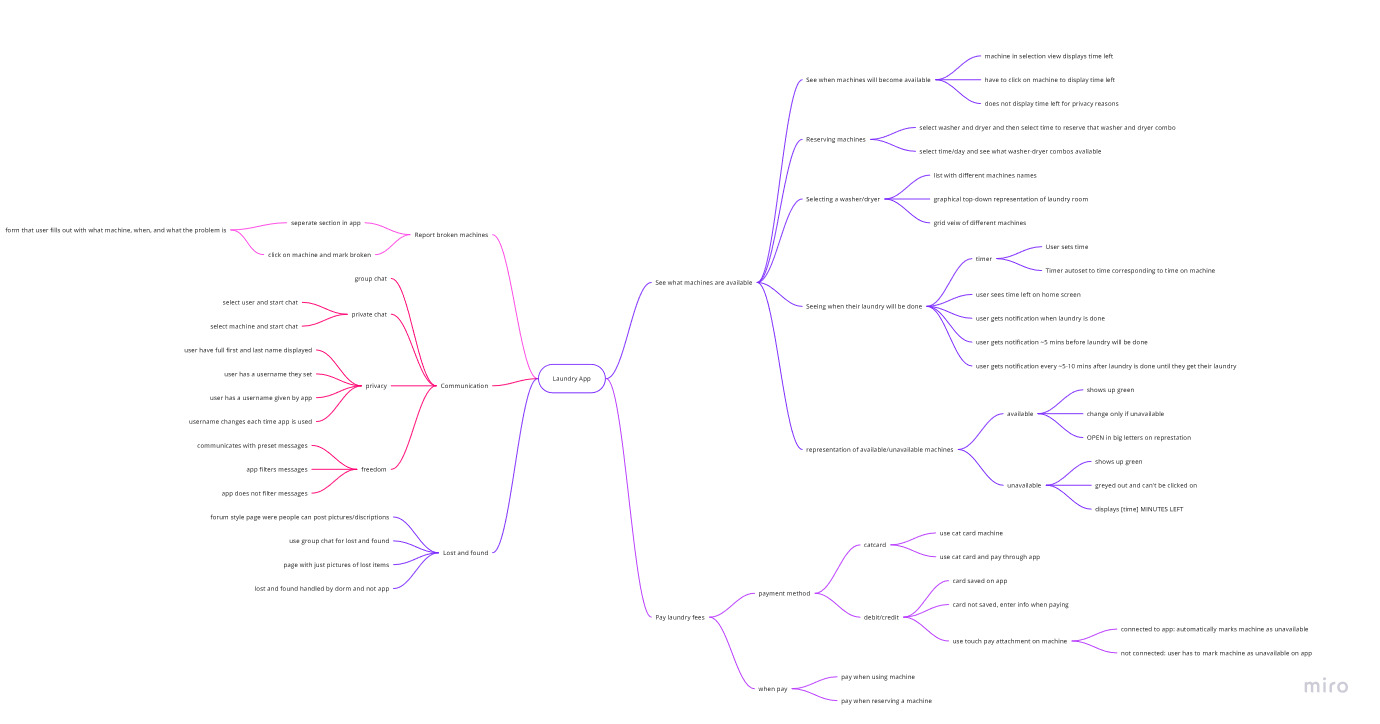 Laundry App
See what machines are available
See when machines will become available
machine in selection view displays time left
have to click on machine to display time left
does not display time left for privacy reasons
Reserving machines
select washer and dryer and then select time to reserve that washer and dryer combo
select time/day and see what washer-dryer combos available
Selecting a washer/dryer
list with different machines names
graphical top-down representation of laundry room
grid veiw of different machines
Seeing when their laundry will be done
timer
User sets time
Timer autoset to time corresponding to time on machine
user sees time left on home screen
user gets notification when laundry is done
user gets notification ~5 mins before laundry will be done
user gets notification every ~5-10 mins after laundry is done until they get their laundry
representation of available/unavailable machines
available
shows up green
change only if unavailable
OPEN in big letters on represtation
unavailable
shows up green
greyed out and can't be clicked on
displays [time] MINUTES LEFT
Pay laundry fees
payment method
catcard
use cat card machine
use cat card and pay through app
debit/credit
card saved on app
card not saved, enter info when paying
use touch pay attachment on machine
connected to app: automatically marks machine as unavailable
not connected: user has to mark machine as unavailable on app
when pay
pay when using machine
pay when reserving a machine
Report broken machines
seperate section in app
click on machine and mark broken
form that user fills out with what machine, when, and what the problem is
Communication
group chat
private chat
select user and start chat
select machine and start chat
privacy
user have full first and last name displayed
user has a username they set
user has a username given by app
username changes each time app is used
freedom
communicates with preset messages
app filters messages
app does not filter messages
Lost and found
forum style page were people can post pictures/discriptions
use group chat for lost and found
page with just pictures of lost items
lost and found handled by dorm and not app
miro